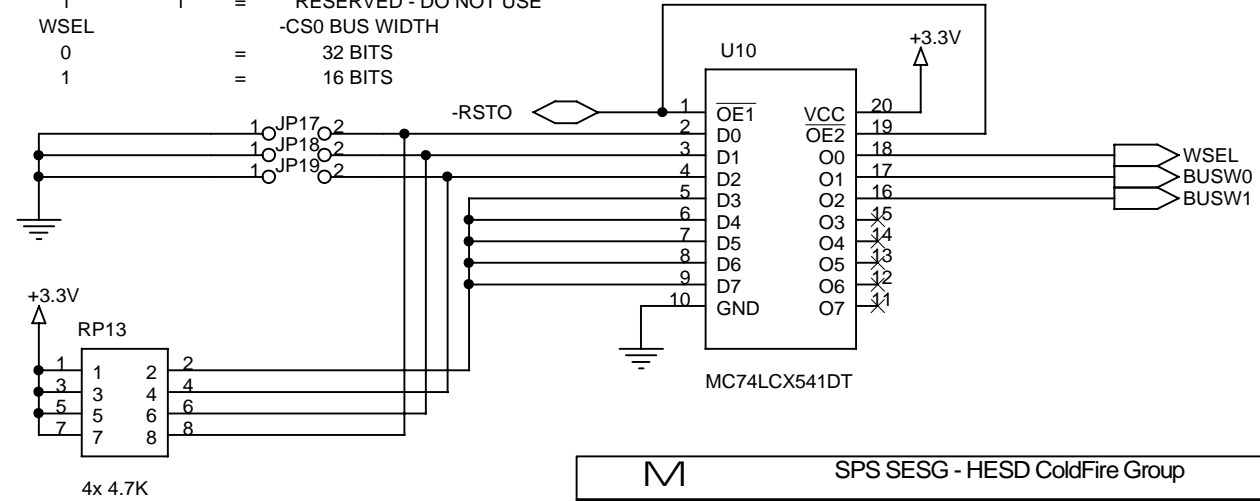 1 1 = RESERVED - DO NOT USE
WSEL -CS0 BUS WIDTH
0 = 32 BITS
1 = 16 BITS
+3.3V
U10
-RSTO
1 OE1 VCC 20
2 D0 OE2 19
3 D1 O0 18
4 D2 O1 17
5 D3 O2 16
6 D4 O3 15
7 D5 O4 14
8 D6 O5 13
9 D7 O6 12
10 GND O7 11
MC74LCX541DT
WSEL
BUSW0
BUSW1
1 JP17 2
1 JP18 2
1 JP19 2
+3.3V
RP13
1 1 2 2
3 3 4 4
5 5 6 6
7 7 8 8
4x 4.7K
M SPS SESG - HESD ColdFire Group